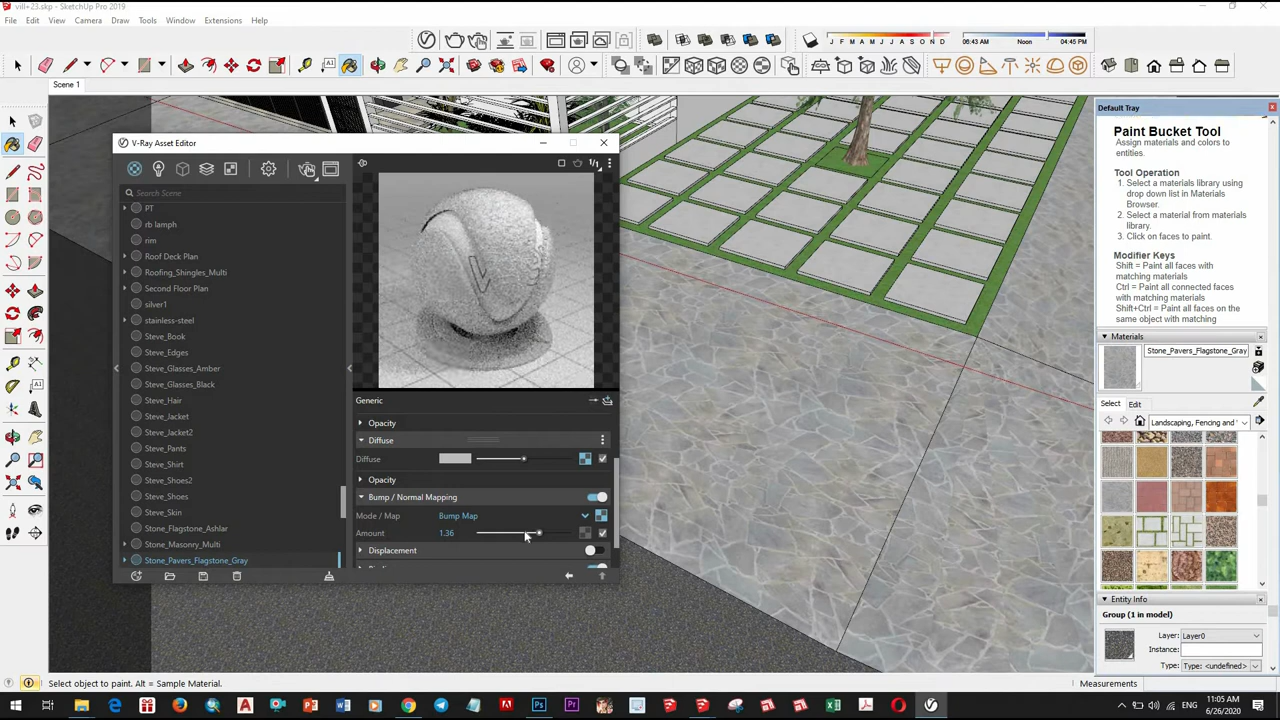 vill+23.skp - SketchUp Pro 2019
File Edit View Camera Draw Tools Window Extensions Help
J F M A M J J A S O N D
06:43 AM Noon 04:45 PM
Scene 1
V-Ray Asset Editor
1/1
Search Scene
PT
rb lamph
rim
Roof Deck Plan
Roofing_Shingles_Multi
Second Floor Plan
silver1
stainless-steel
Steve_Book
Steve_Edges
Steve_Glasses_Amber
Steve_Glasses_Black
Steve_Hair
Steve_Jacket
Steve_Jacket2
Steve_Pants
Steve_Shirt
Steve_Shoes2
Steve_Shoes
Steve_Skin
Stone_Flagstone_Ashlar
Stone_Masonry_Multi
Stone_Pavers_Flagstone_Gray
Generic
Opacity
Diffuse
Diffuse
Opacity
Bump / Normal Mapping
Mode / Map Bump Map
Amount 1.36
Displacement
Default Tray
Paint Bucket Tool
Assign materials and colors to
entities.
Tool Operation
1. Select a materials library using
drop down list in Materials
Browser.
2. Select a material from materials
library.
3. Click on faces to paint.
Modifier Keys
Shift = Paint all faces with
matching materials
Ctrl = Paint all connected faces
with matching materials
Shift+Ctrl = Paint all faces on the
same object with matching
Materials
Stone_Pavers_Flagstone_Gray
Select Edit
Landscaping, Fencing and
Entity Info
Group (1 in model)
Layer: Layer0
Instance:
Type: Type: <undefined>
Select object to paint. Alt = Sample Material.
Measurements
11:05 AM
6/26/2020